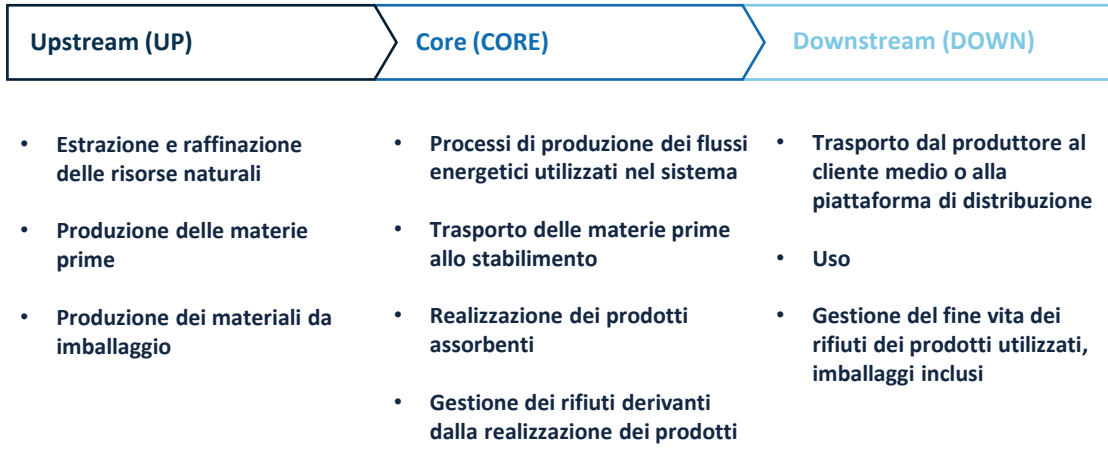 Upstream (UP)
Core (CORE)
Downstream (DOWN)
• Estrazione e raffinazione
delle risorse naturali
• Produzione delle materie
prime
• Produzione dei materiali da
imballaggio
• Processi di produzione dei flussi
energetici utilizzati nel sistema
• Trasporto delle materie prime
allo stabilimento
• Realizzazione dei prodotti
assorbenti
• Gestione dei rifiuti derivanti
dalla realizzazione dei prodotti
• Trasporto dal produttore al
cliente medio o alla
piattaforma di distribuzione
• Uso
• Gestione del fine vita dei
rifiuti dei prodotti utilizzati,
imballaggi inclusi